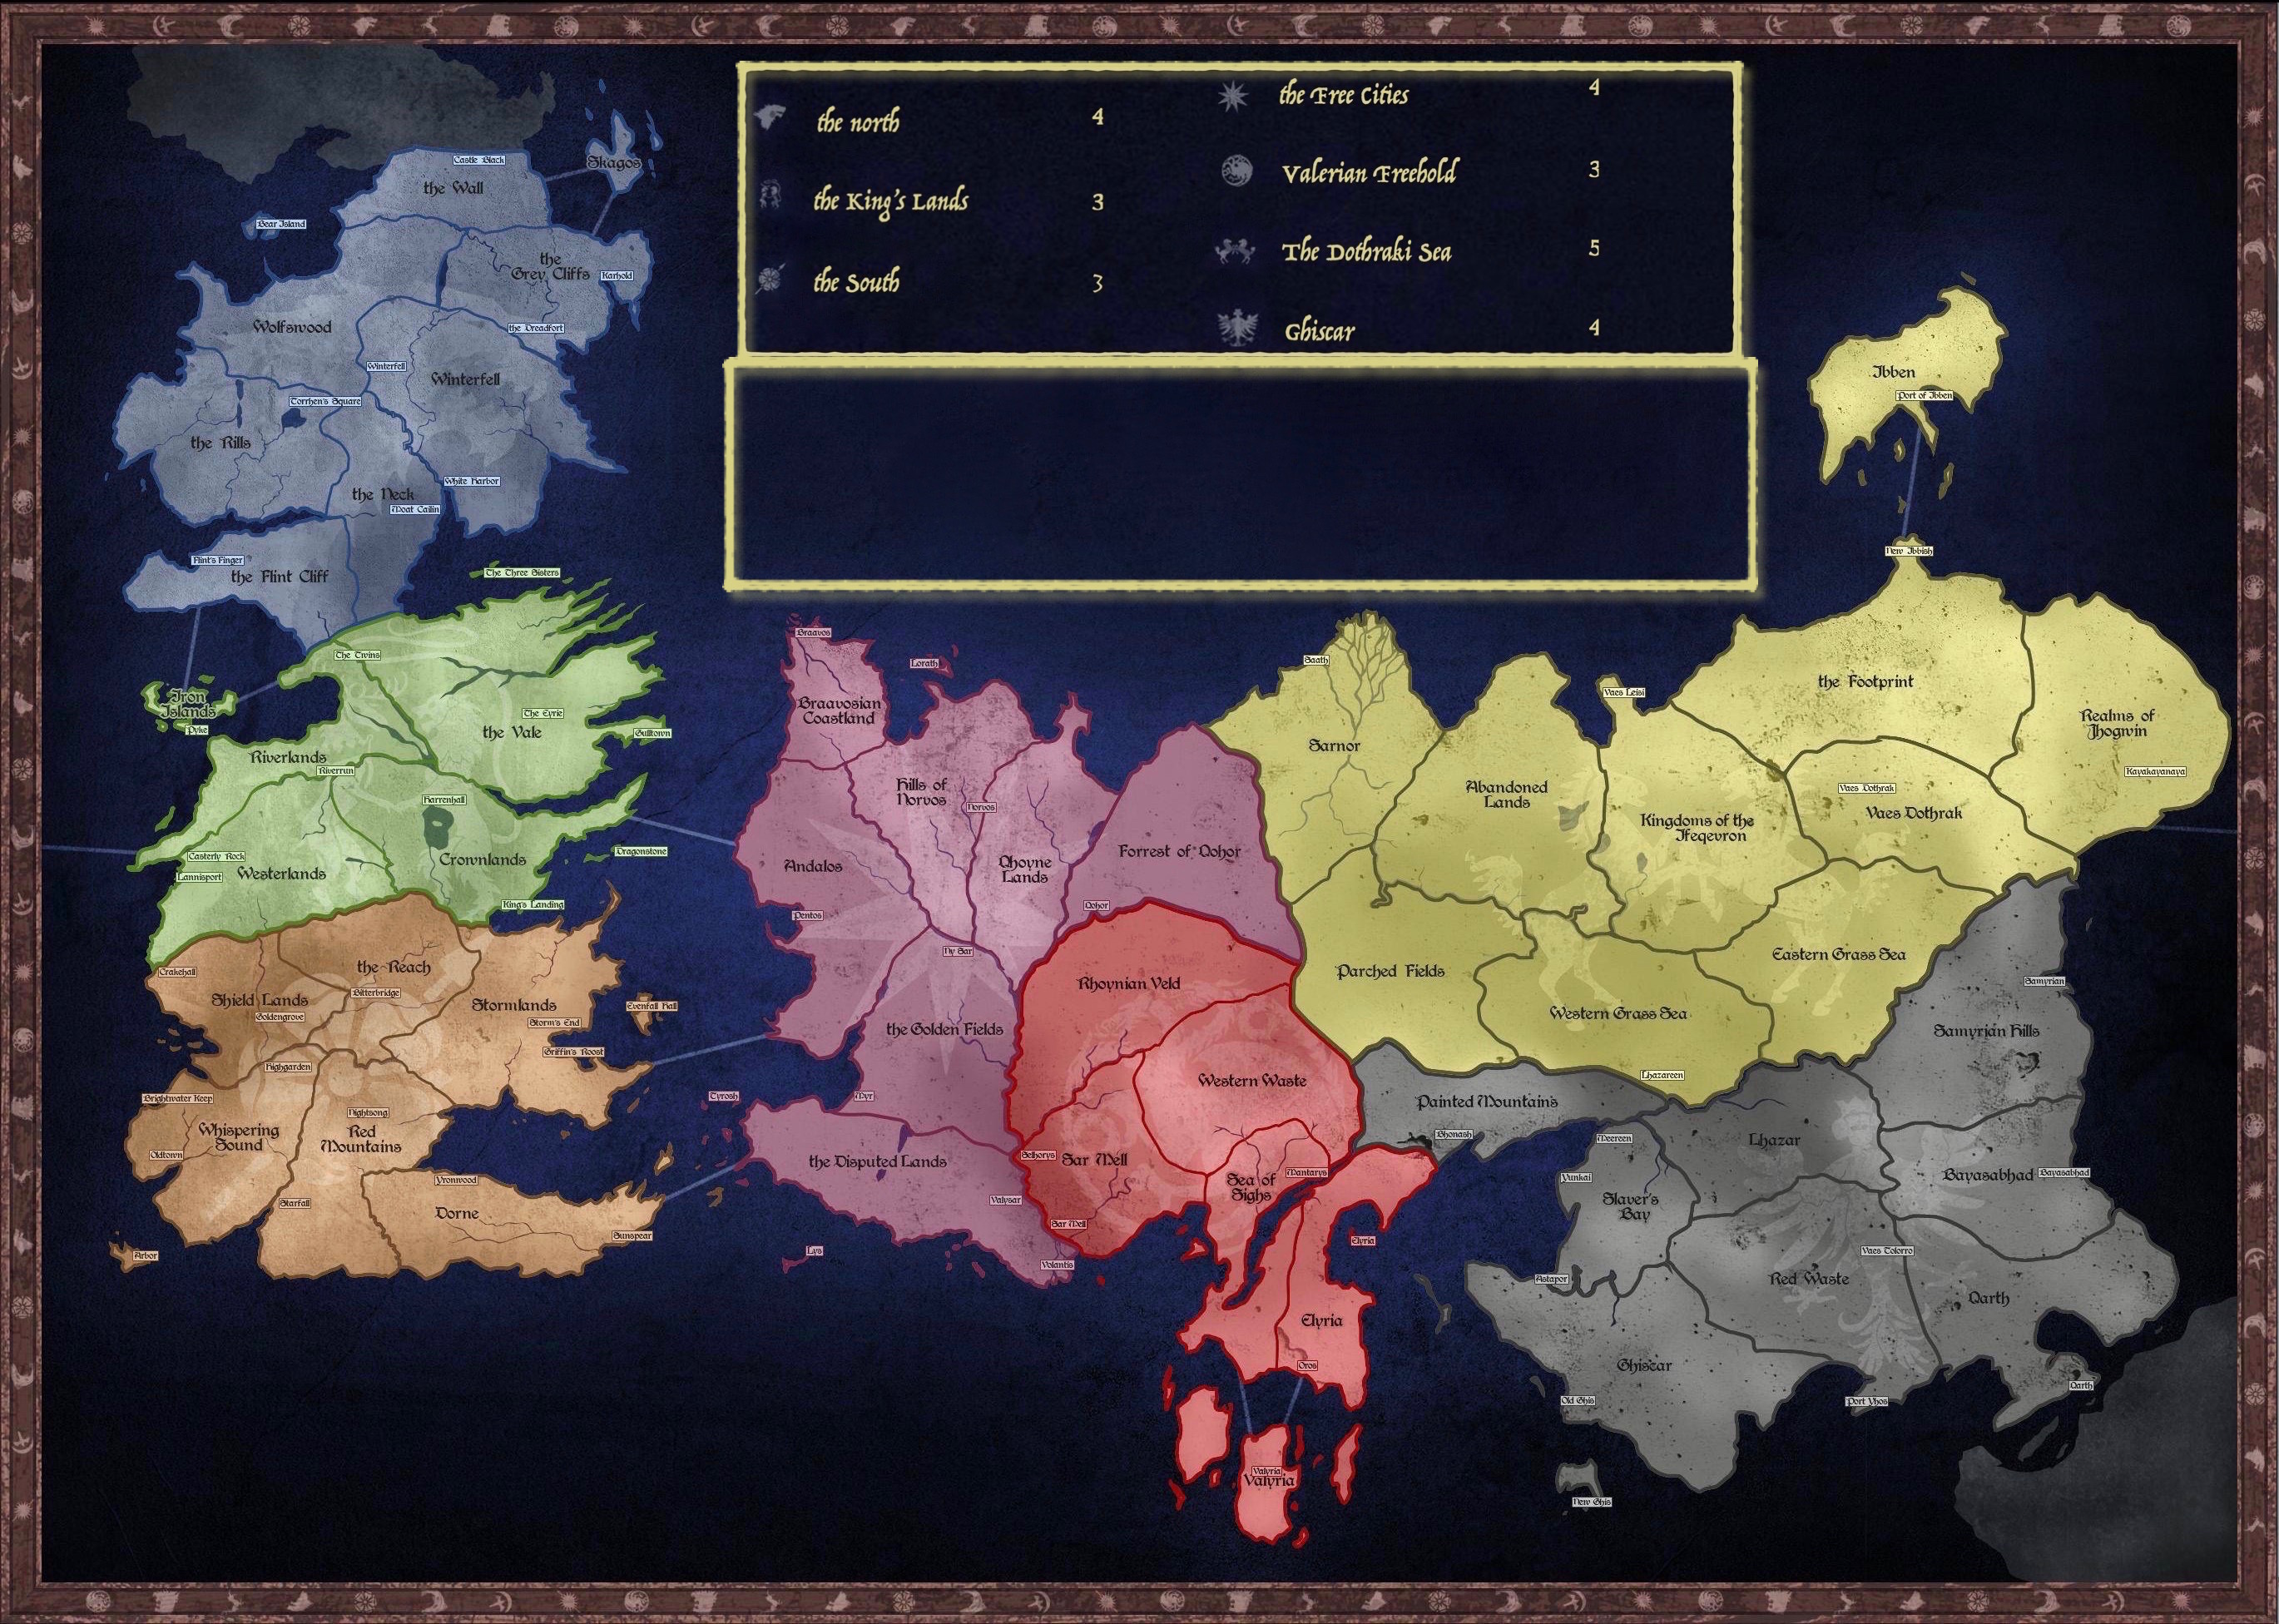 the north 4
the King's Lands 3
the South 3
the Free Cities 4
Valerian Freehold 3
The Dothraki Sea 5
Ghiscar 4
Castle Black
the Wall
Skagos
Bear Island
the
Grey Cliffs
Karhold
Wolfswood
the Dreadfort
Winterfell
Winterfell
Torrhen's Square
the Rills
White Harbor
the Neck
Moat Cailin
Flint's Finger
the Flint Cliff
The Three Sisters
The Twins
Iron
Islands
Pyke
The Eyrie
the Vale
Gulltown
Riverlands
Riverrun
Harrenhall
Casterly Rock
Lannisport
Westerlands
Crownlands
Dragonstone
King's Landing
Crakehall
the Reach
Bitterbridge
Shield Lands
Goldengrove
Stormlands
Evenfall Hall
Storm's End
Griffin's Roost
Highgarden
Brightwater Keep
Nightsong
Whispering
Sound
Red
Mountains
Oldtown
Yronwood
Starfall
Dorne
Sunspear
Arbor
Braavos
Lorath
Braavosian
Coastland
Hills of
Norvos
Norvos
Andalos
Qhoyne
Lands
Forrest of Qohor
Pentos
Qohor
Ny Sar
the Golden Fields
Tyrosh
Myr
the Disputed Lands
Valysar
Lys
Volantis
Rhoynian Veld
Western Waste
Selhorys
Sar Mell
Sea of
Sighs
Mantarys
Sar Mell
Elyria
Elyria
Oros
Valyria
Valyria
Ibben
Port of Ibben
New Ibbish
Saath
Vaes Leisi
the Footprint
Sarnor
Realms of
Jhogwin
Kayakayanaya
Abandoned
Lands
Kingdoms of the
Ifeqevron
Vaes Dothrak
Vaes Dothrak
Parched Fields
Eastern Grass Sea
Western Grass Sea
Lhazareen
Samyrian
Samyrian Hills
Painted Mountains
Bhorash
Meereen
Lhazar
Yunkai
Slaver's
Bay
Bayasabhad
Bayasabhad
Vaes Tolorro
Astapor
Red Waste
Qarth
Ghiscar
Old Ghis
Port Yhos
Qarth
New Ghis